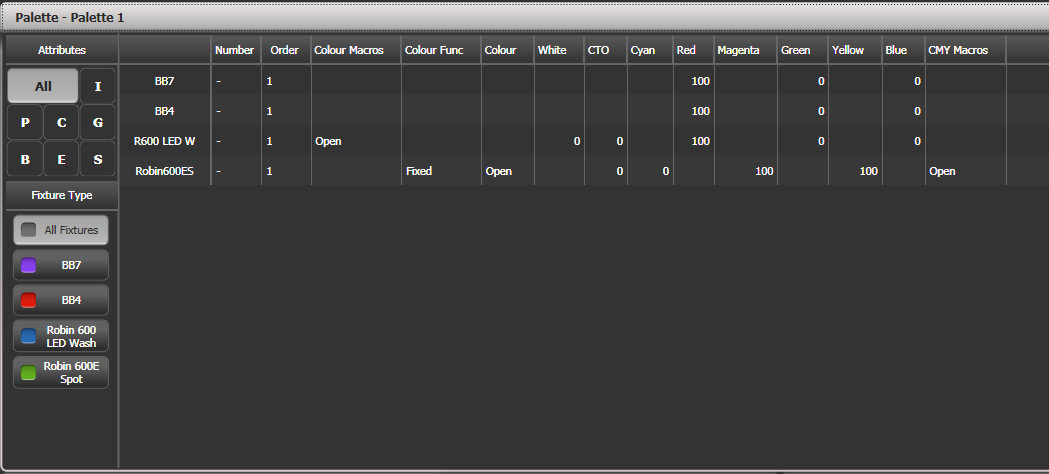 Palette - Palette 1
Attributes Number Order Colour Macros Colour Func Colour White CTO Cyan Red Magenta Green Yellow Blue CMY Macros
All I
P C G
B E S
BB7 - 1 100 0 0
BB4 - 1 100 0 0
R600 LED W - 1 Open 0 0 100 0 0
Robin600ES - 1 Fixed Open 0 0 100 100 Open
Fixture Type
All Fixtures
BB7
BB4
Robin 600
LED Wash
Robin 600E
Spot